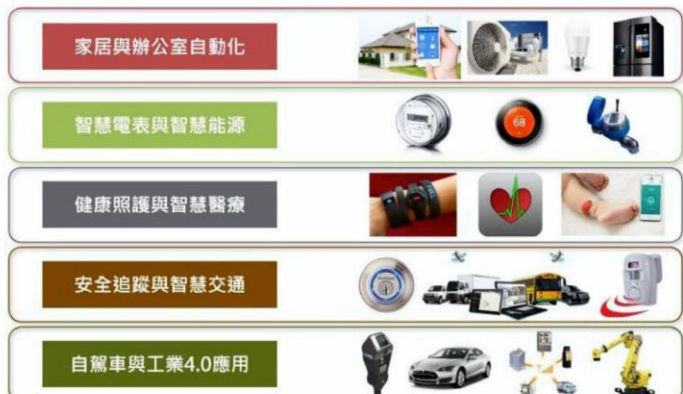 家居與辦公室自動化
智慧電表與智慧能源
68
健康照護與智慧醫療
安全追蹤與智慧交通
自駕車與工業4.0應用